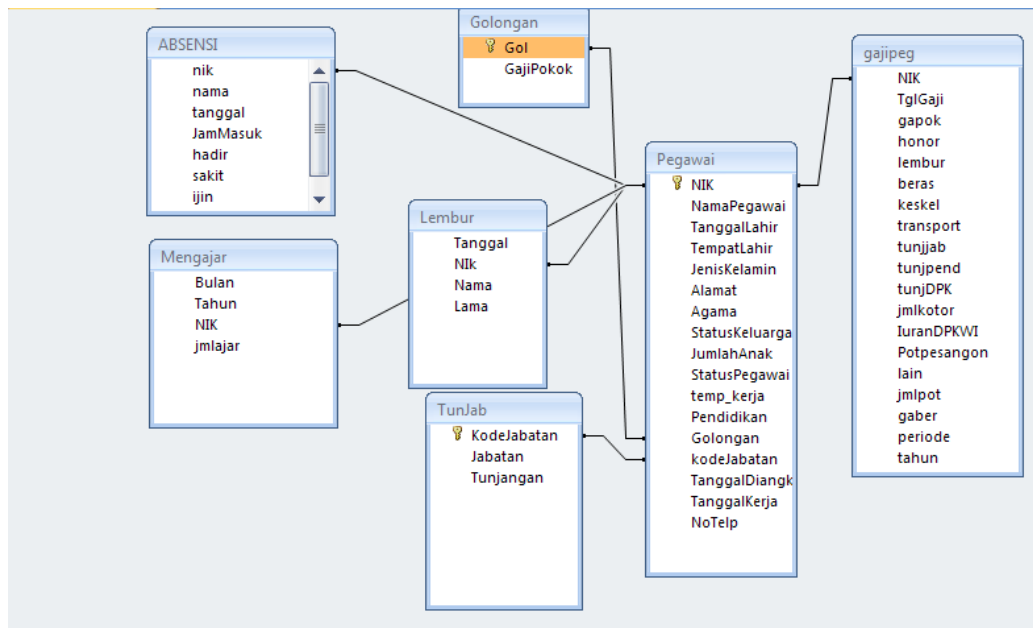 ABSENSI
nik
nama
tanggal
JamMasuk
hadir
sakit
ijin
Golongan
Gol
GajiPokok
gajipeg
NIK
TglGaji
gapok
honor
lembur
beras
keskel
transport
tunjjab
tunjpend
tunjDPK
jmlkotor
IuranDPKWI
Potpesangon
lain
jmlpot
gaber
periode
tahun
Pegawai
NIK
NamaPegawai
TanggalLahir
TempatLahir
JenisKelamin
Alamat
Agama
StatusKeluarga
JumlahAnak
StatusPegawai
temp_kerja
Pendidikan
Golongan
kodeJabatan
TanggalDiangk
TanggalKerja
NoTelp
Lembur
Tanggal
NIk
Nama
Lama
Mengajar
Bulan
Tahun
NIK
jmlajar
TunJab
KodeJabatan
Jabatan
Tunjangan